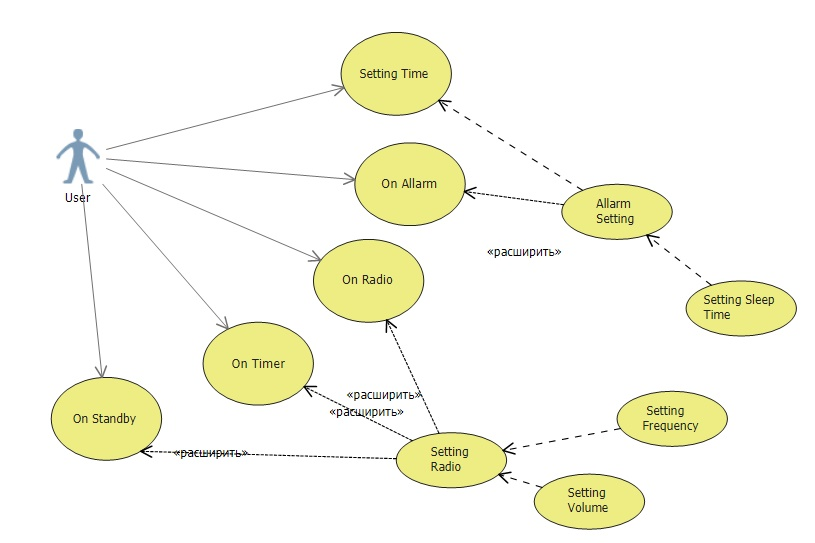 Setting Time
On Allarm
User
Allarm
Setting
«расширить»
On Radio
Setting Sleep
Time
On Timer
«расширить»
«расширить»
On Standby
Setting
Frequency
«расширить»
Setting
Radio
Setting
Volume